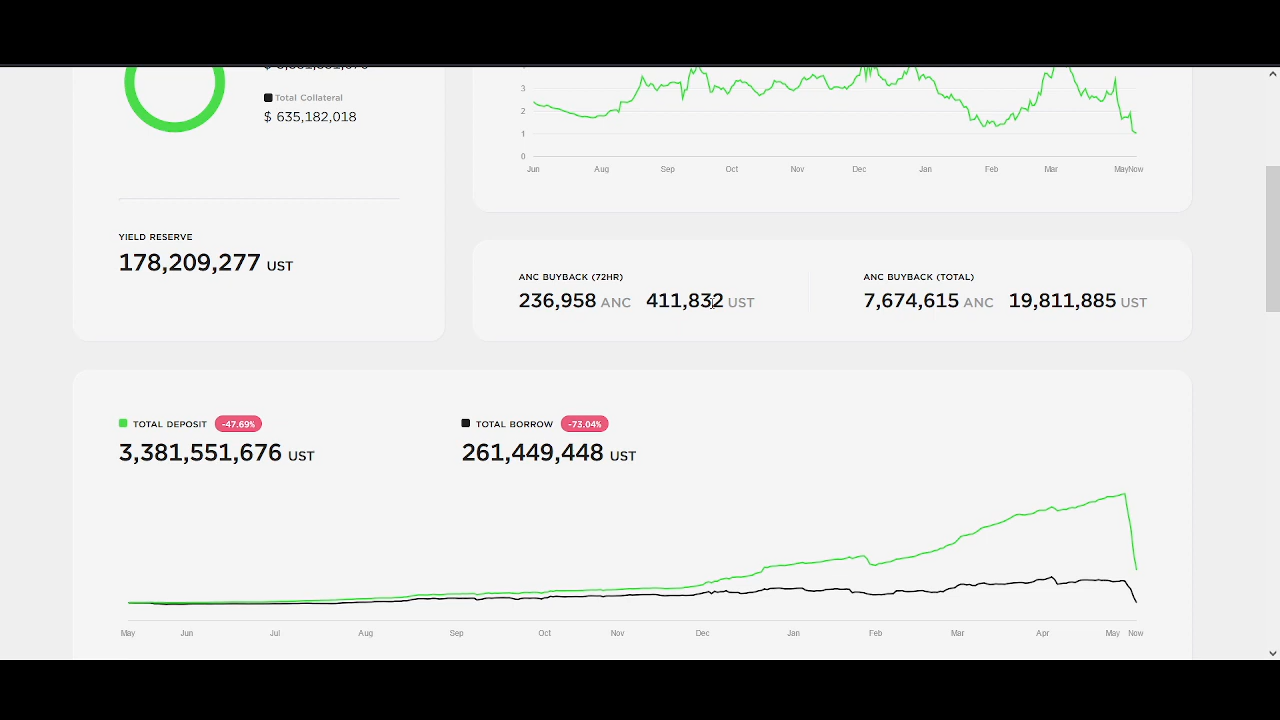 Total Collateral
$ 635,182,018
YIELD RESERVE
178,209,277 UST
3
2
1
0
Jun Aug Sep Oct Nov Dec Jan Feb Mar May Now
ANC BUYBACK (72HR)
236,958 ANC 411,832 UST
ANC BUYBACK (TOTAL)
7,674,615 ANC 19,811,885 UST
TOTAL DEPOSIT -47.69%
3,381,551,676 UST
TOTAL BORROW -73.04%
261,449,448 UST
May Jun Jul Aug Sep Oct Nov Dec Jan Feb Mar Apr May Now